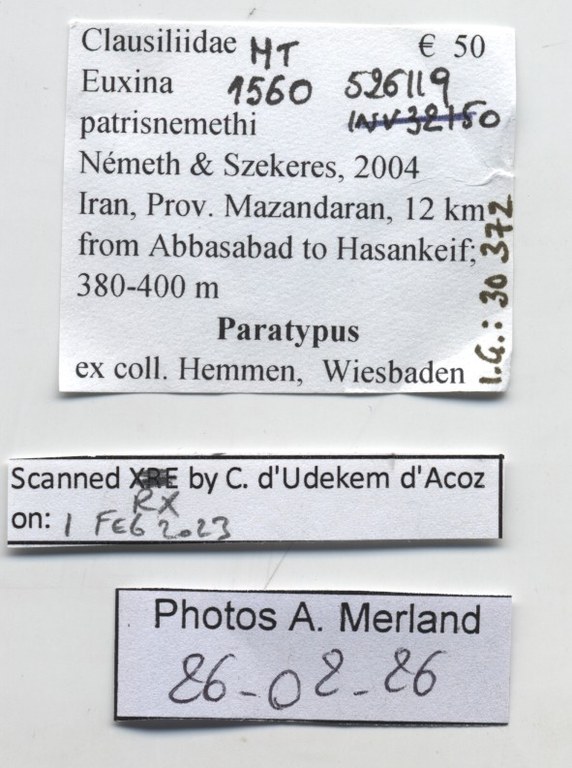 Clausiliidae MT € 50
Euxina 1560 526119
patrisnemethi INV 32150
Németh & Szekeres, 2004
Iran, Prov. Mazandaran, 12 km
from Abbasabad to Hasankeif;
380-400 m
Paratypus
ex coll. Hemmen, Wiesbaden
I.G.: 30 372
Scanned XRE by C. d'Udekem d'Acoz
RX
on: 1 FEB 2023
Photos A. Merland
26-02-26